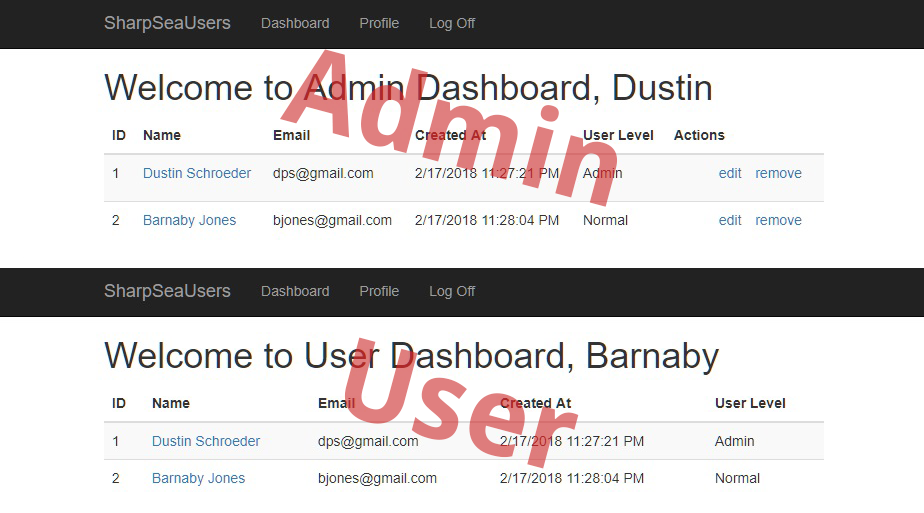 SharpSeaUsers Dashboard Profile Log Off
Welcome to Admin Dashboard, Dustin
Admin
ID Name Email Created At User Level Actions
1 Dustin Schroeder dps@gmail.com 2/17/2018 11:27:21 PM Admin edit remove
2 Barnaby Jones bjones@gmail.com 2/17/2018 11:28:04 PM Normal edit remove
SharpSeaUsers Dashboard Profile Log Off
Welcome to User Dashboard, Barnaby
User
ID Name Email Created At User Level
1 Dustin Schroeder dps@gmail.com 2/17/2018 11:27:21 PM Admin
2 Barnaby Jones bjones@gmail.com 2/17/2018 11:28:04 PM Normal